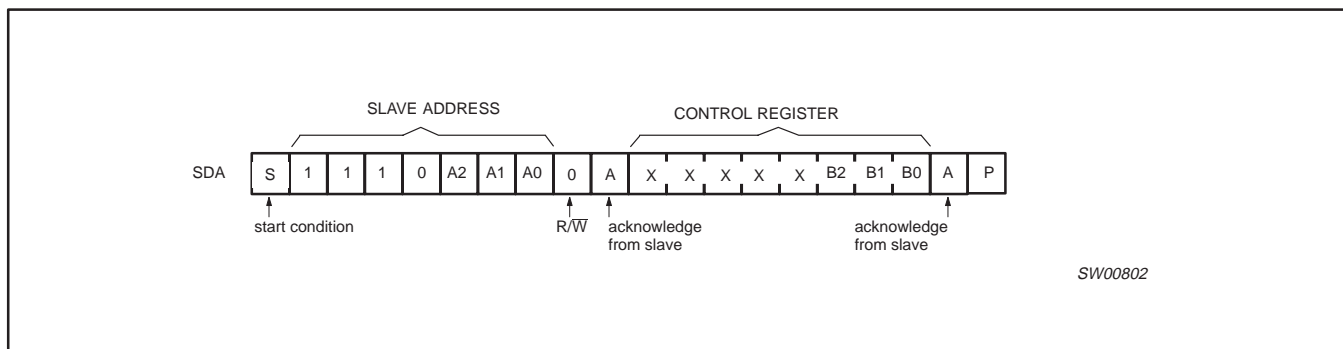 SLAVE ADDRESS CONTROL REGISTER
SDA S 1 1 1 0 A2 A1 A0 0 A X X X X X B2 B1 B0 A P
start condition R/W̅ acknowledge from slave acknowledge from slave
SW00802